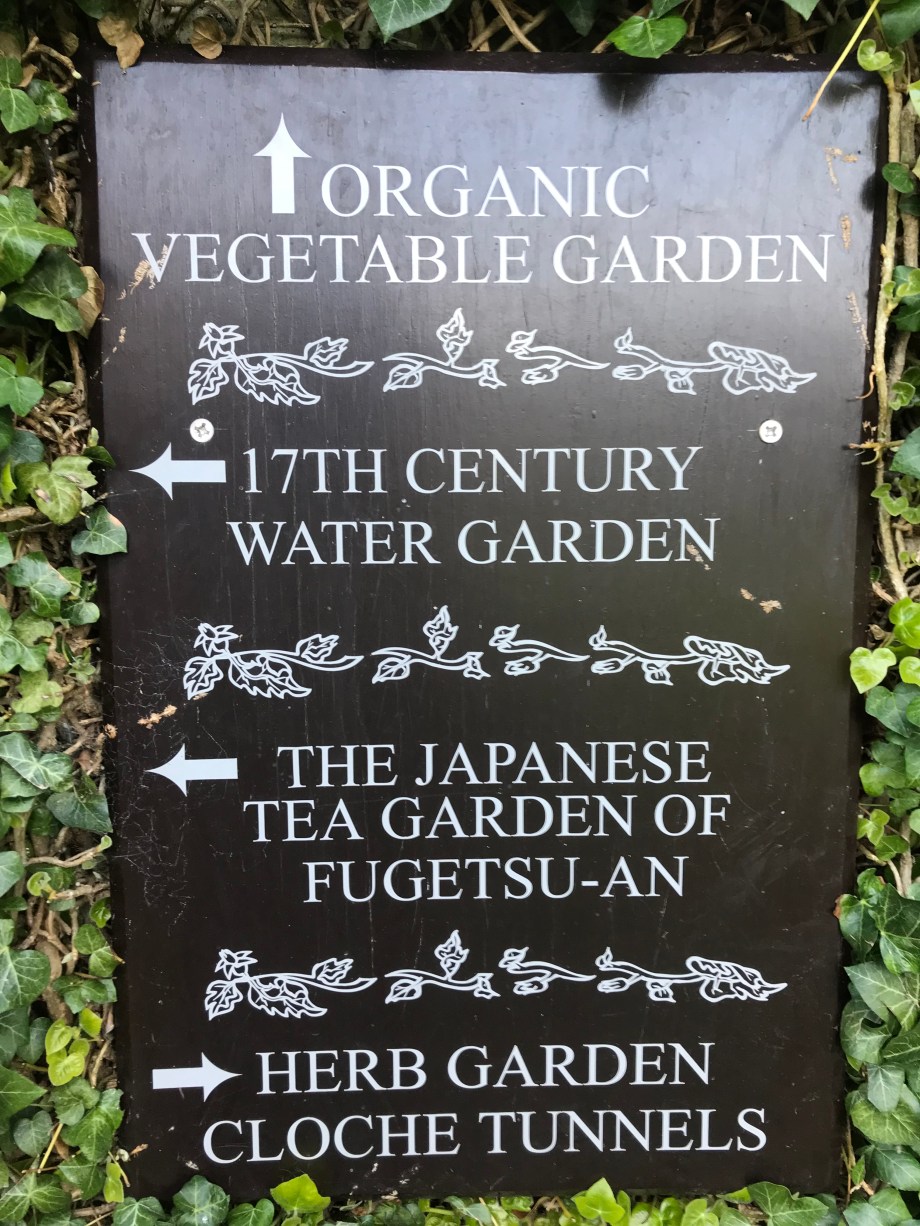 ORGANIC
VEGETABLE GARDEN
17TH CENTURY
WATER GARDEN
THE JAPANESE
TEA GARDEN OF
FUGETSU-AN
HERB GARDEN
CLOCHE TUNNELS